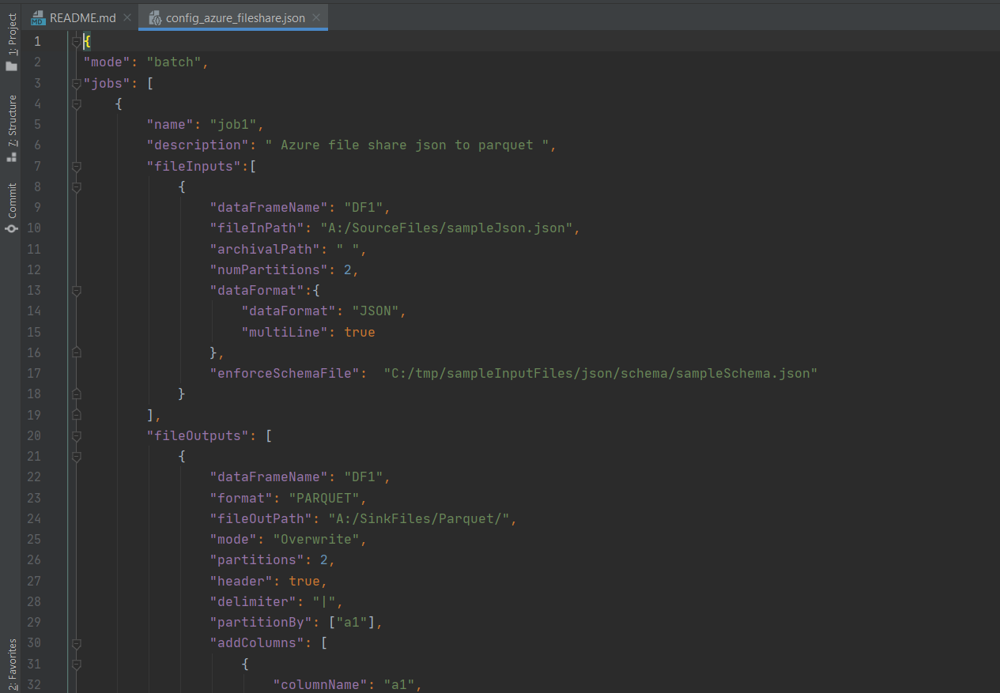 README.md
config_azure_fileshare.json
1: Project
7: Structure
Commit
2: Favorites
1 {
2 "mode": "batch",
3 "jobs": [
4     {
5         "name": "job1",
6         "description": " Azure file share json to parquet ",
7         "fileInputs":[
8             {
9                 "dataFrameName": "DF1",
10                 "fileInPath": "A:/SourceFiles/sampleJson.json",
11                 "archivalPath": " ",
12                 "numPartitions": 2,
13                 "dataFormat":{
14                     "dataFormat": "JSON",
15                     "multiLine": true
16                 },
17                 "enforceSchemaFile":  "C:/tmp/sampleInputFiles/json/schema/sampleSchema.json"
18             }
19         ],
20         "fileOutputs": [
21             {
22                 "dataFrameName": "DF1",
23                 "format": "PARQUET",
24                 "fileOutPath": "A:/SinkFiles/Parquet/",
25                 "mode": "Overwrite",
26                 "partitions": 2,
27                 "header": true,
28                 "delimiter": "|",
29                 "partitionBy": ["a1"],
30                 "addColumns": [
31                     {
32                         "columnName": "a1",